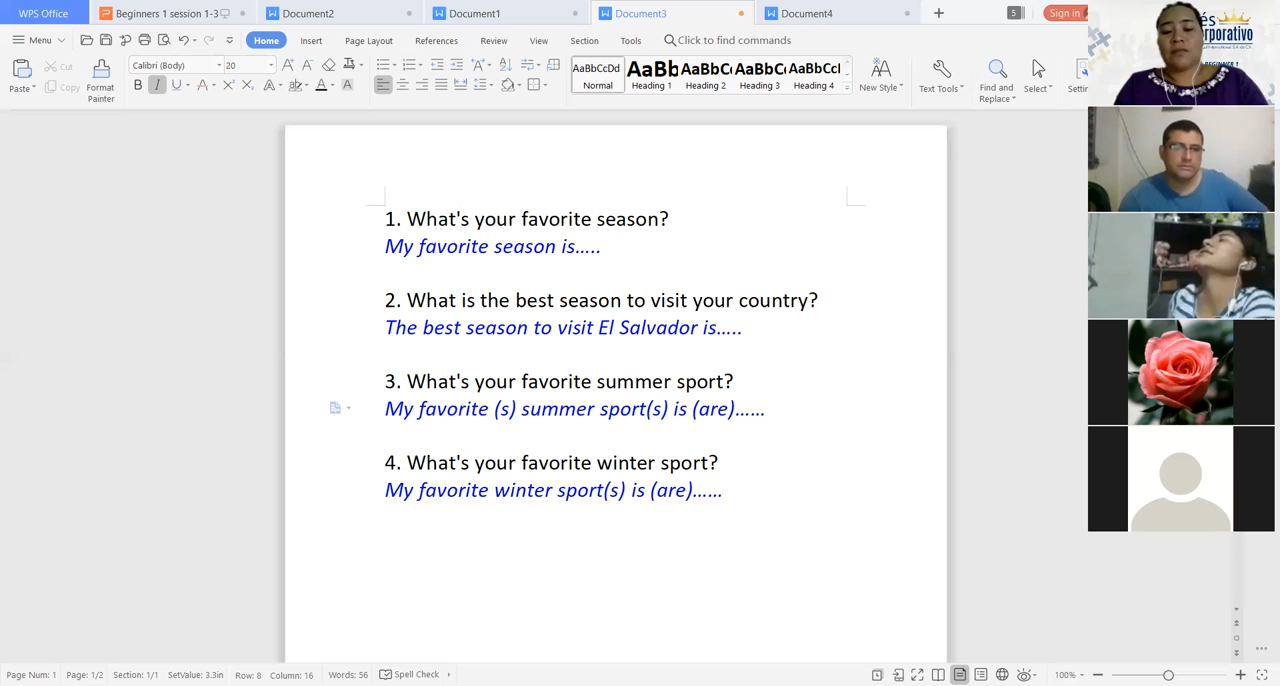 WPS Office
Beginners 1 session 1-3
Document2
Document1
Document3
Document4
5
Sign in
Menu
Home
Insert
Page Layout
References
Review
View
Section
Tools
Click to find commands
Paste
Cut
Copy
Format Painter
Calibri (Body)
20
AaBbCcDd
Normal
AaBb
Heading 1
AaBbC
Heading 2
AaBbC
Heading 3
AaBbCcI
Heading 4
New Style
Text Tools
Find and Replace
Select
1. What's your favorite season?
My favorite season is.....
2. What is the best season to visit your country?
The best season to visit El Salvador is.....
3. What's your favorite summer sport?
My favorite (s) summer sport(s) is (are)......
4. What's your favorite winter sport?
My favorite winter sport(s) is (are)......
Page Num: 1
Page: 1/2
Section: 1/1
SetValue: 3.3in
Row: 8
Column: 16
Words: 56
Spell Check
100%